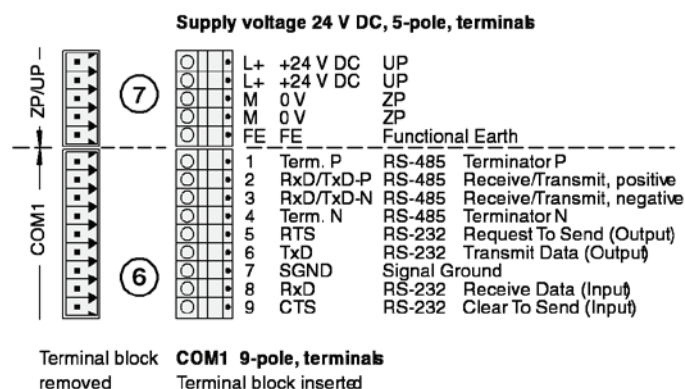 Supply voltage 24 V DC, 5-pole, terminals
ZP/UP
7
L+ +24 V DC UP
L+ +24 V DC UP
M 0 V ZP
M 0 V ZP
FE FE Functional Earth
COM1
6
1 Term. P RS-485 Terminator P
2 RxD/TxD-P RS-485 Receive/Transmit, positive
3 RxD/TxD-N RS-485 Receive/Transmit, negative
4 Term. N RS-485 Terminator N
5 RTS RS-232 Request To Send (Output)
6 TxD RS-232 Transmit Data (Output)
7 SGND Signal Ground
8 RxD RS-232 Receive Data (Input)
9 CTS RS-232 Clear To Send (Input)
Terminal block COM1 9-pole, terminals
removed Terminal block inserted